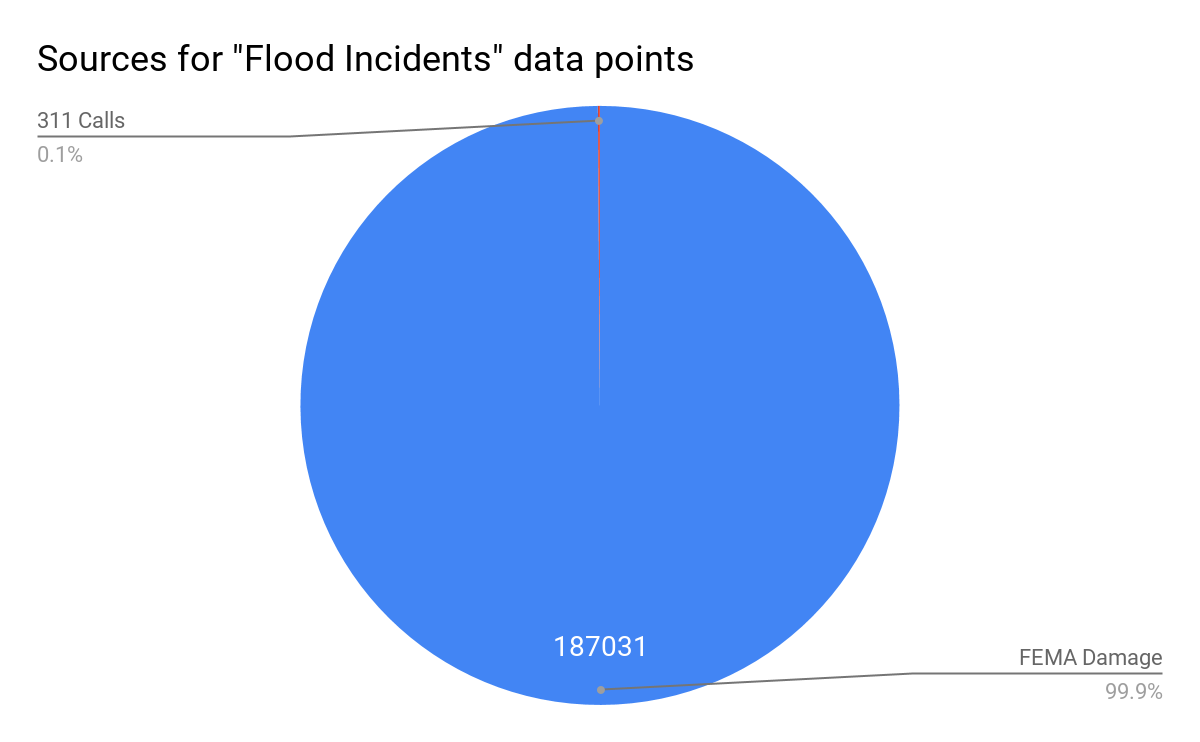 Sources for "Flood Incidents" data points
311 Calls
0.1%
187031
FEMA Damage
99.9%